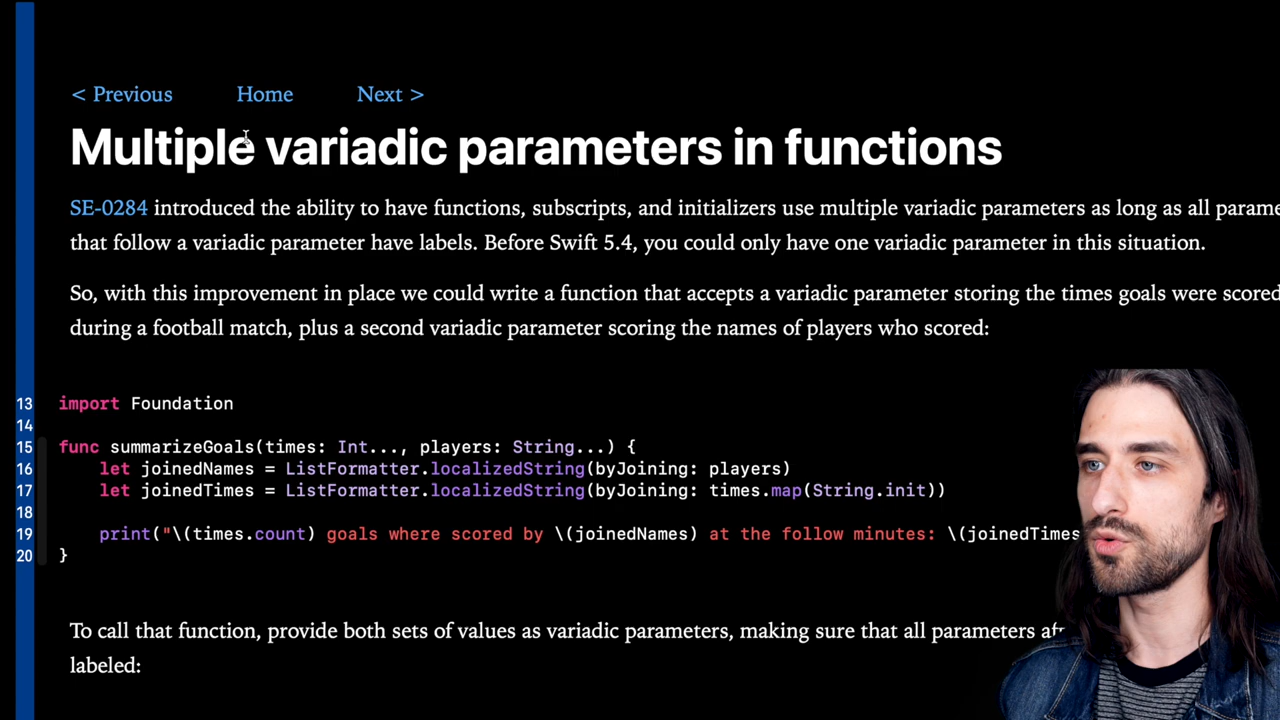 < Previous Home Next >
Multiple variadic parameters in functions
SE-0284 introduced the ability to have functions, subscripts, and initializers use multiple variadic parameters as long as all
that follow a variadic parameter have labels. Before Swift 5.4, you could only have one variadic parameter in this situation.
So, with this improvement in place we could write a function that accepts a variadic parameter storing the times goals were scored
during a football match, plus a second variadic parameter scoring the names of players who scored:
13 import Foundation
14
15 func summarizeGoals(times: Int..., players: String...) {
16 let joinedNames = ListFormatter.localizedString(byJoining: players)
17 let joinedTimes = ListFormatter.localizedString(byJoining: times.map(String.init))
18
19 print("\(times.count) goals where scored by \(joinedNames) at the follow minutes: \(joinedTimes
20 }
To call that function, provide both sets of values as variadic parameters, making sure that all parameters
labeled: